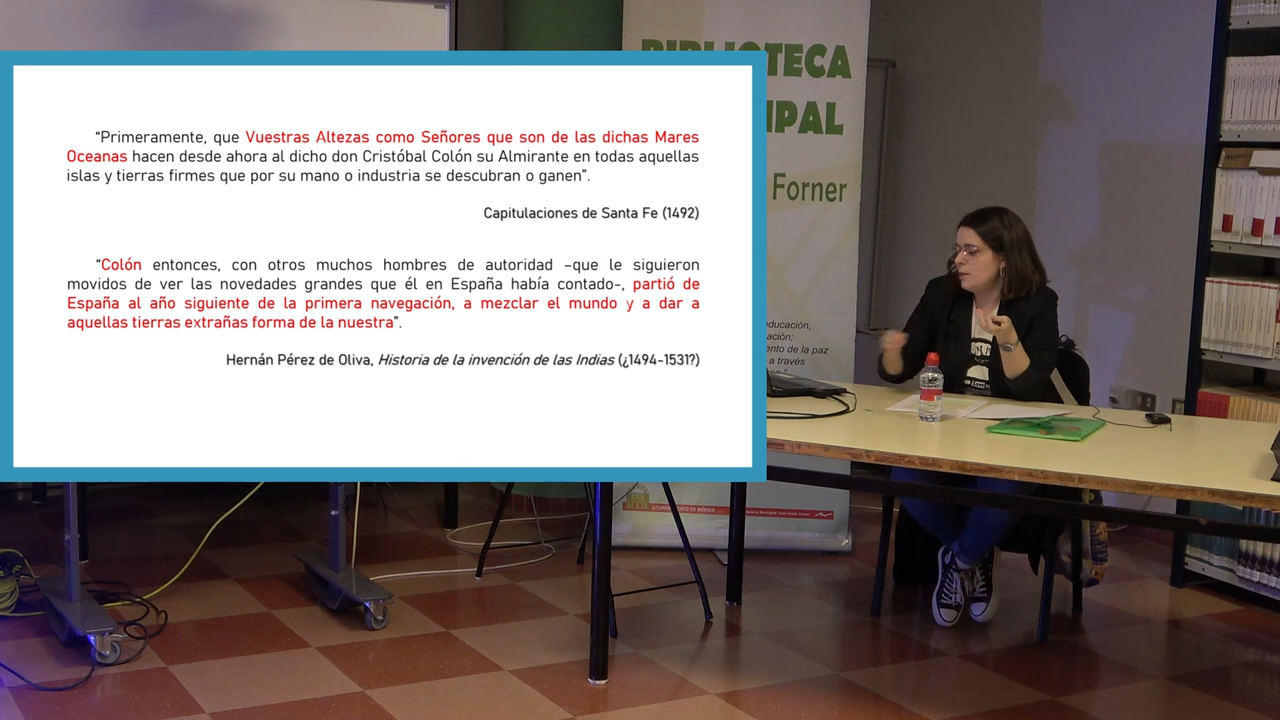 “Primeramente, que Vuestras Altezas como Señores que son de las dichas Mares
Oceanas hacen desde ahora al dicho don Cristóbal Colón su Almirante en todas aquellas
islas y tierras firmes que por su mano o industria se descubran o ganen”.
Capitulaciones de Santa Fe (1492)
“Colón entonces, con otros muchos hombres de autoridad –que le siguieron
movidos de ver las novedades grandes que él en España había contado-, partió de
España al año siguiente de la primera navegación, a mezclar el mundo y a dar a
aquellas tierras extrañas forma de la nuestra”.
Hernán Pérez de Oliva, Historia de la invención de las Indias (¿1494-1531?)
BIBLIOTECA
IPAL
Forner
educación,
ación;
nto de la paz
a través
AYUNTAMIENTO DE MÉRIDA